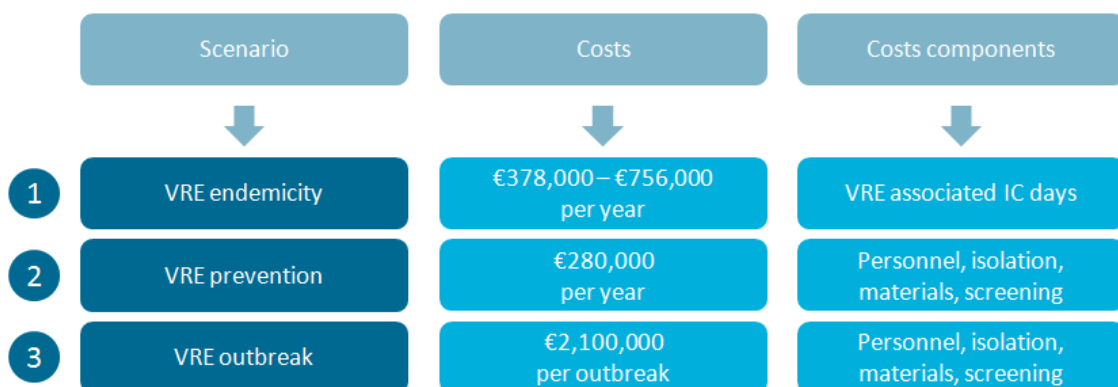 Scenario
Costs
Costs components
1
VRE endemicity
€378,000 – €756,000
per year
VRE associated IC days
2
VRE prevention
€280,000
per year
Personnel, isolation,
materials, screening
3
VRE outbreak
€2,100,000
per outbreak
Personnel, isolation,
materials, screening